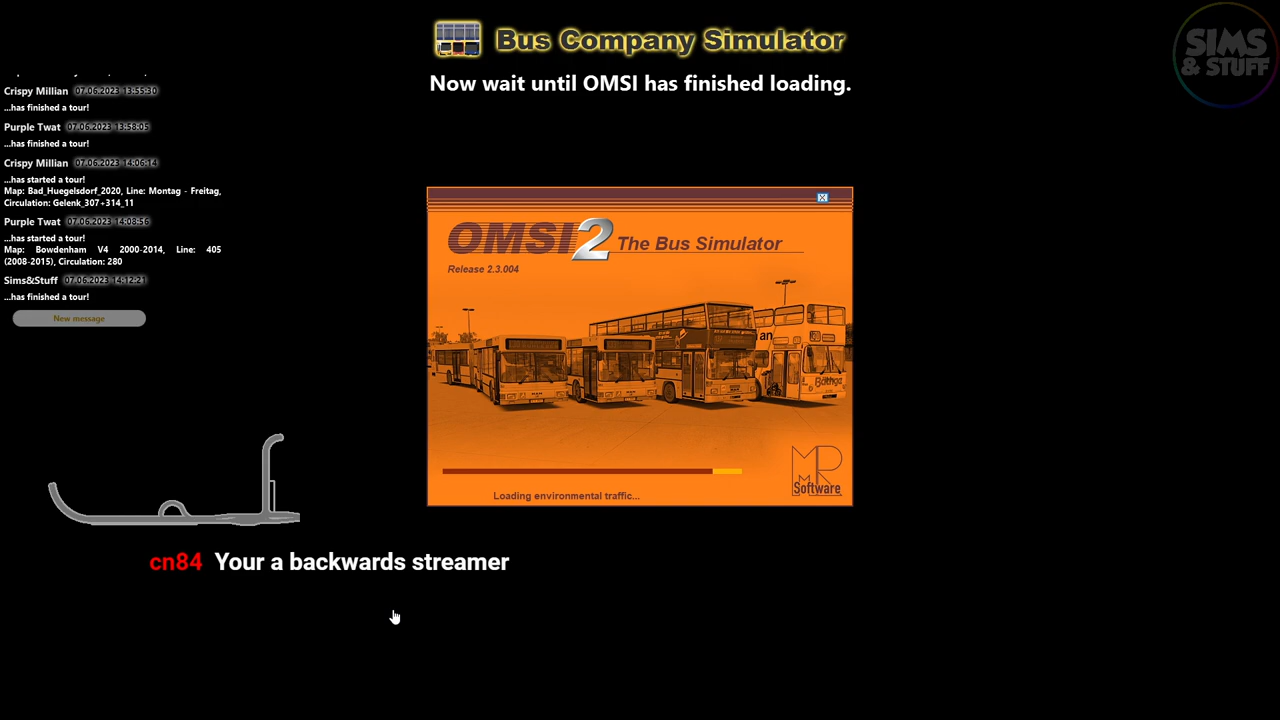 Bus Company Simulator
Now wait until OMSI has finished loading.
SIMS
& STUFF
Crispy Millian 07.06.2023 13:55:30
...has finished a tour!
Purple Twat 07.06.2023 13:58:05
...has finished a tour!
Crispy Millian 07.06.2023 14:06:14
...has started a tour!
Map: Bad_Huegelsdorf_2020, Line: Montag - Freitag,
Circulation: Gelenk_307+314_11
Purple Twat 07.06.2023 14:08:56
...has started a tour!
Map: Bowdenham V4 2000-2014, Line: 405
(2008-2015), Circulation: 280
Sims&Stuff 07.06.2023 14:12:21
...has finished a tour!
New message
OMSI 2 The Bus Simulator
Release 2.3.004
MR
Software
Loading environmental traffic...
cn84 Your a backwards streamer